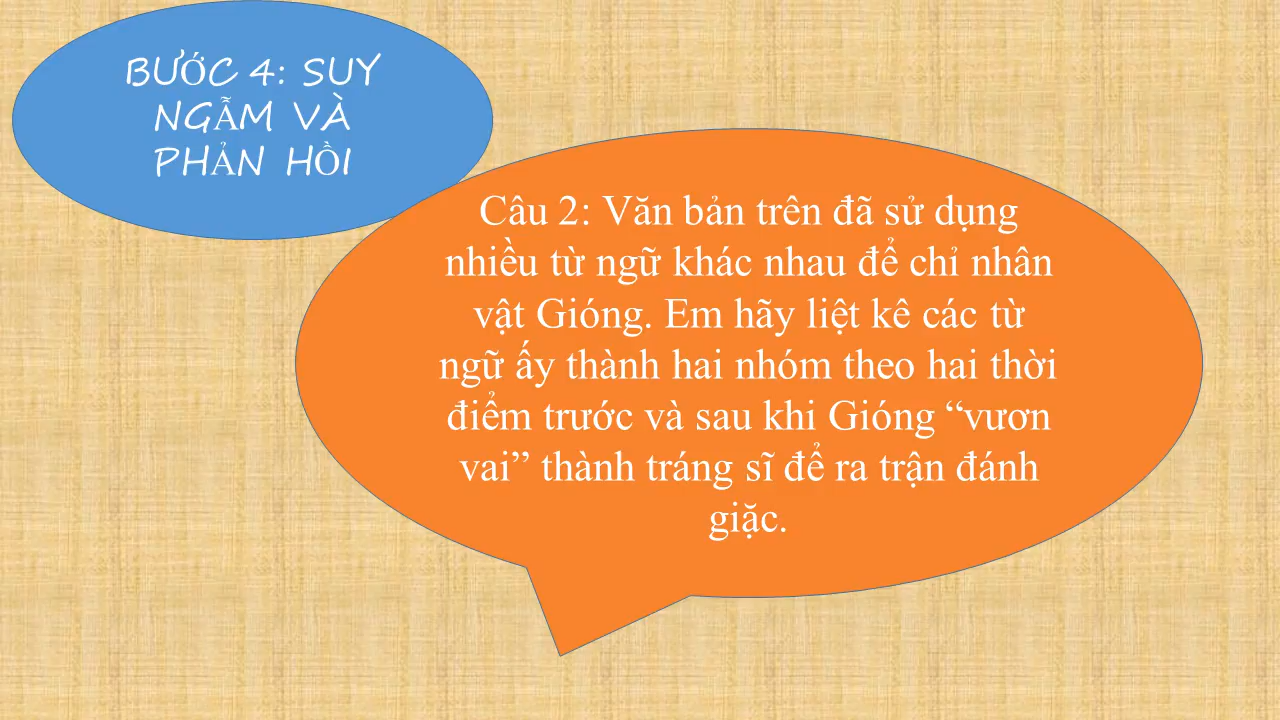 BƯỚC 4: SUY
NGẪM VÀ
PHẢN HỒI
Câu 2: Văn bản trên đã sử dụng
nhiều từ ngữ khác nhau để chỉ nhân
vật Gióng. Em hãy liệt kê các từ
ngữ ấy thành hai nhóm theo hai thời
điểm trước và sau khi Gióng “vươn
vai” thành tráng sĩ để ra trận đánh
giặc.